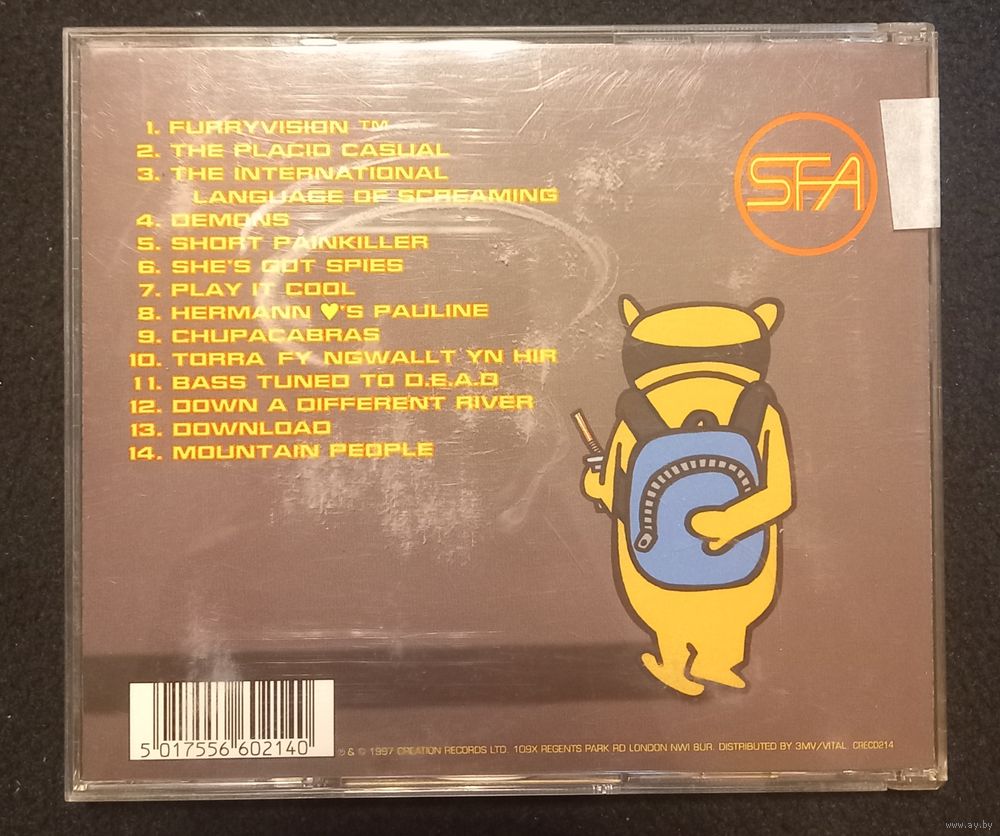 1. FURRYVISION ™
2. THE PLACID CASUAL
3. THE INTERNATIONAL
LANGUAGE OF SCREAMING
4. DEMONS
5. SHORT PAINKILLER
6. SHE'S GOT SPIES
7. PLAY IT COOL
8. HERMANN ♥'S PAULINE
9. CHUPACABRAS
10. TORRA FY NGWALLT YN HIR
11. BASS TUNED TO D.E.A.D
12. DOWN A DIFFERENT RIVER
13. DOWNLOAD
14. MOUNTAIN PEOPLE
SFA
5 017556 602140
℗ & © 1997 CREATION RECORDS LTD. 109X REGENTS PARK RD LONDON NW1 8UR. DISTRIBUTED BY 3MV/VITAL. CRECD214
www.ay.by